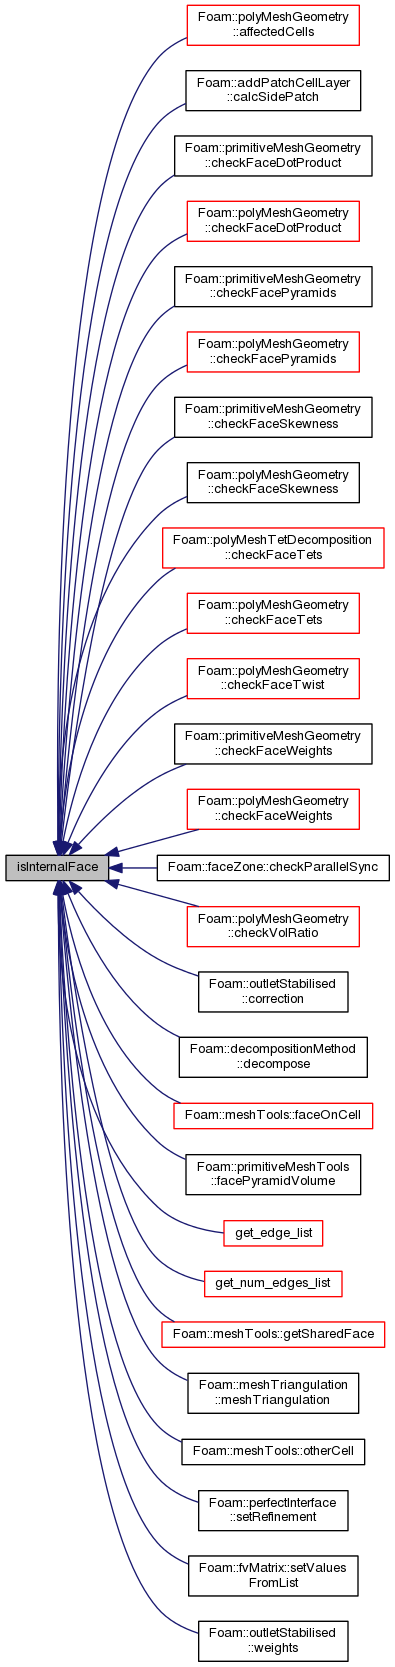 Foam::polyMeshGeometry
::affectedCells
Foam::addPatchCellLayer
::calcSidePatch
Foam::primitiveMeshGeometry
::checkFaceDotProduct
Foam::polyMeshGeometry
::checkFaceDotProduct
Foam::primitiveMeshGeometry
::checkFacePyramids
Foam::polyMeshGeometry
::checkFacePyramids
Foam::primitiveMeshGeometry
::checkFaceSkewness
Foam::polyMeshGeometry
::checkFaceSkewness
Foam::polyMeshTetDecomposition
::checkFaceTets
Foam::polyMeshGeometry
::checkFaceTets
Foam::polyMeshGeometry
::checkFaceTwist
Foam::primitiveMeshGeometry
::checkFaceWeights
Foam::polyMeshGeometry
::checkFaceWeights
isInternalFace
Foam::faceZone::checkParallelSync
Foam::polyMeshGeometry
::checkVolRatio
Foam::outletStabilised
::correction
Foam::decompositionMethod
::decompose
Foam::meshTools::faceOnCell
Foam::primitiveMeshTools
::facePyramidVolume
get_edge_list
get_num_edges_list
Foam::meshTools::getSharedFace
Foam::meshTriangulation
::meshTriangulation
Foam::meshTools::otherCell
Foam::perfectInterface
::setRefinement
Foam::fvMatrix::setValues
FromList
Foam::outletStabilised
::weights